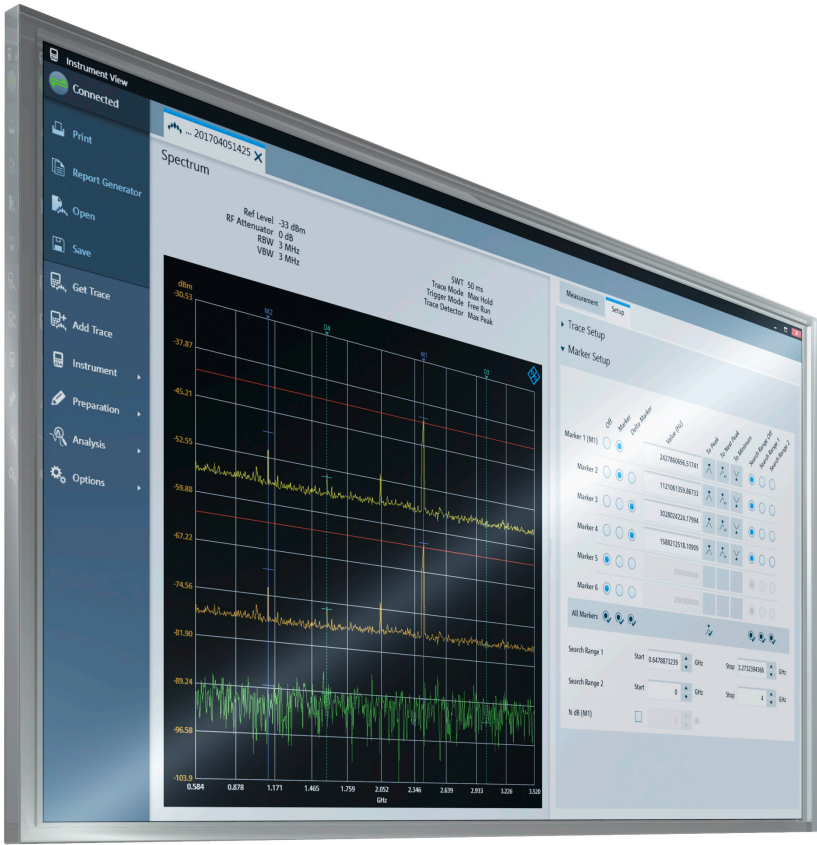 Instrument View
Connected
Print
Report Generator
Open
Save
Get Trace
Add Trace
Instrument
Preparation
Analysis
Options
... 201704051425
Spectrum
Ref Level -33 dBm
RF Attenuator 0 dB
RBW 3 MHz
VBW 3 MHz
SWT 50 ms
Trace Mode Max Hold
Trigger Mode Free Run
Trace Detector Max Peak
dBm
-30.53
-37.87
-45.21
-52.55
-59.88
-67.22
-74.56
-81.90
-89.24
-96.58
-103.9
M2
D4
M1
D3
0.584 0.878 1.171 1.465 1.759 2.052 2.346 2.639 2.933 3.226 3.520
GHz
Measurement Setup
Trace Setup
Marker Setup
Off Marker Delta Marker Value (Hz) To Peak To Next Peak To Minimum Search Range Off Search Range 1 Search Range 2
Marker 1 (M1) 2427860696,51741
Marker 2 1121061359,86733
Marker 3 3028024224,17994
Marker 4 1588212518,10909
Marker 5
Marker 6
All Markers
Search Range 1 Start 0.6478873239 GHz Stop 3.2732394366 GHz
Search Range 2 Start 0 GHz Stop 4 GHz
N dB (M1)